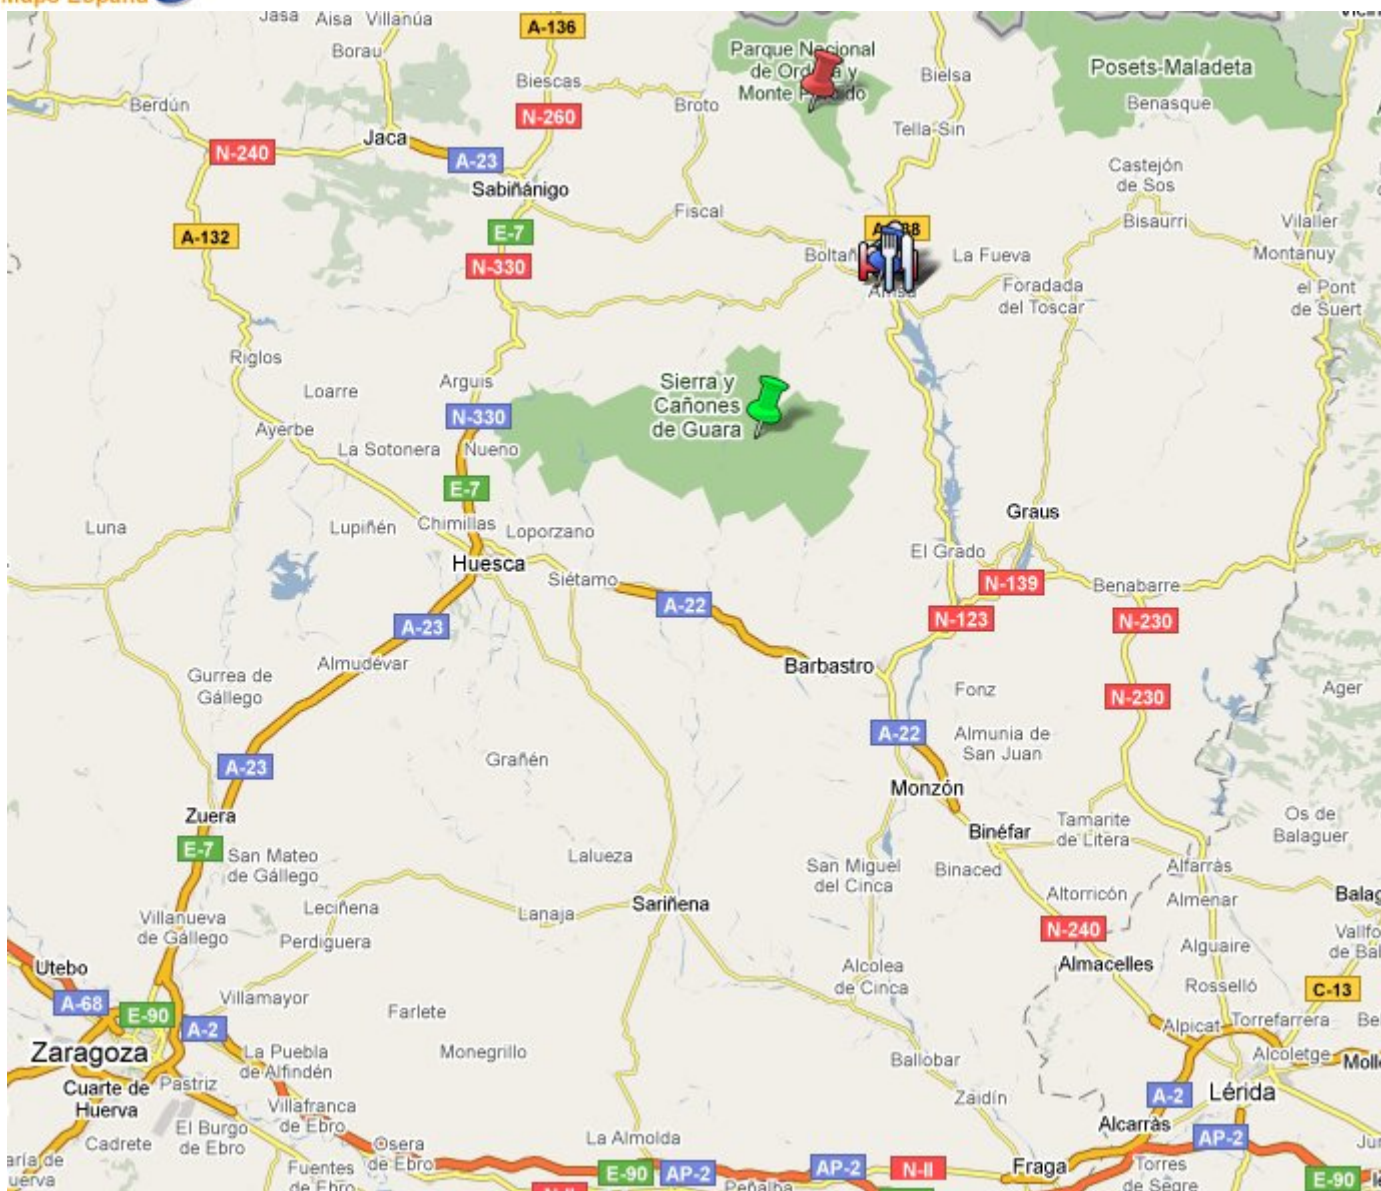 Mapo España
Jasa
Aisa
Villanúa
A-136
Borau
Parque Nacional
de Ordesa y
Monte Perdido
Biescas
Bielsa
Posets-Maladeta
Benasque
Berdún
N-260
Broto
Jaca
Tella-Sin
N-240
A-23
Castejón
de Sos
Sabiñánigo
Fiscal
Bisaurri
Vilaller
A-132
E-7
Montanuy
N-330
La Fueva
Foradada
del Toscar
el Pont
de Suert
Riglos
Loarre
Arguis
Sierra y
Cañones
de Guara
N-330
Ayerbe
La Sotonera
Nueno
E-7
Luna
Lupiñén
Chimillas
Loporzano
Graus
Huesca
El Grado
Siétamo
N-139
Benabarre
A-22
N-123
N-230
A-23
Almudévar
Barbastro
Gurrea de
Gállego
Fonz
N-230
Ager
A-22
Almunia de
San Juan
A-23
Grañén
Monzón
Zuera
Binéfar
Tamarite
de Litera
Os de
Balaguer
E-7
San Mateo
de Gállego
Lalueza
San Miguel
del Cinca
Binaced
Alfarràs
Altorricón
Almenar
Balag
Leciñena
Lanaja
Sariñena
Villanueva
de Gállego
Perdiguera
N-240
Alguaire
Vallfo
de Bal
Utebo
Alcolea
de Cinca
Almacelles
Rosselló
C-13
A-68
E-90
A-2
Villamayor
Farlete
Alpicat
Torrefarrera
Be
Zaragoza
La Puebla
de Alfindén
Monegrillo
Ballobar
Alcoletge
Moll
Cuarte de
Huerva
Pastriz
Zaidín
A-2
Lérida
Villafranca
de Ebro
El Burgo
de Ebro
Cadrete
Osera
de Ebro
La Almolda
Alcarràs
AP-2
Fuentes
de Ebro
E-90
AP-2
AP-2
N-II
Fraga
Torres
de Segre
E-90
Peñalba